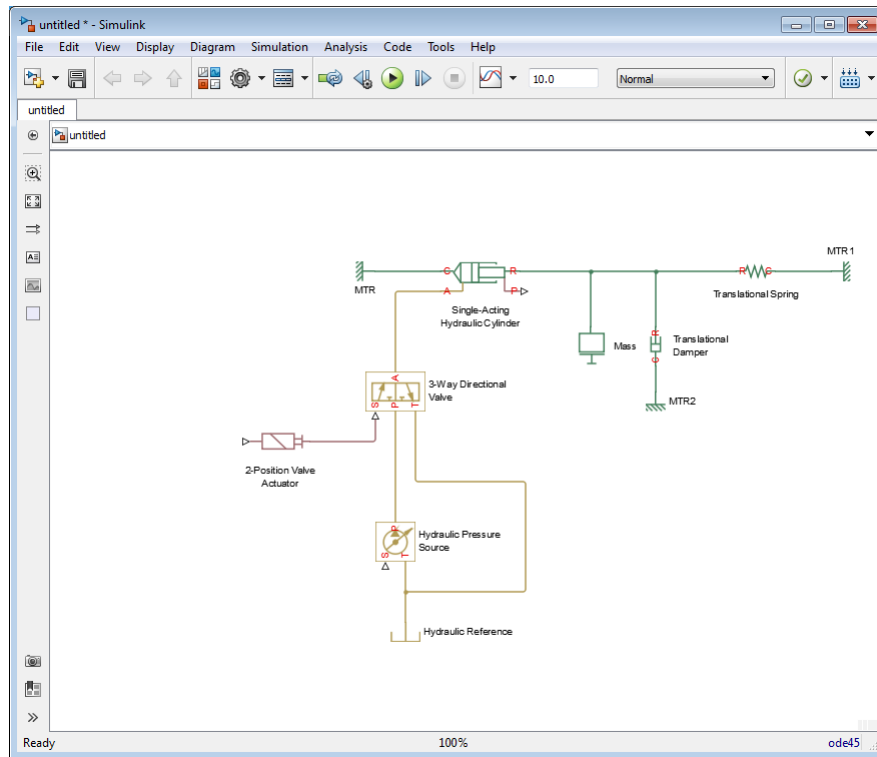 untitled * - Simulink
File Edit View Display Diagram Simulation Analysis Code Tools Help
10.0 Normal
untitled
untitled
MTR1
C R R C
MTR
A P
Translational Spring
Single-Acting
Hydraulic Cylinder
R
Mass
Translational
Damper
C
A
3-Way Directional
Valve
S P T
MTR2
2-Position Valve
Actuator
P
Hydraulic Pressure
Source
S T
Hydraulic Reference
Ready 100% ode45